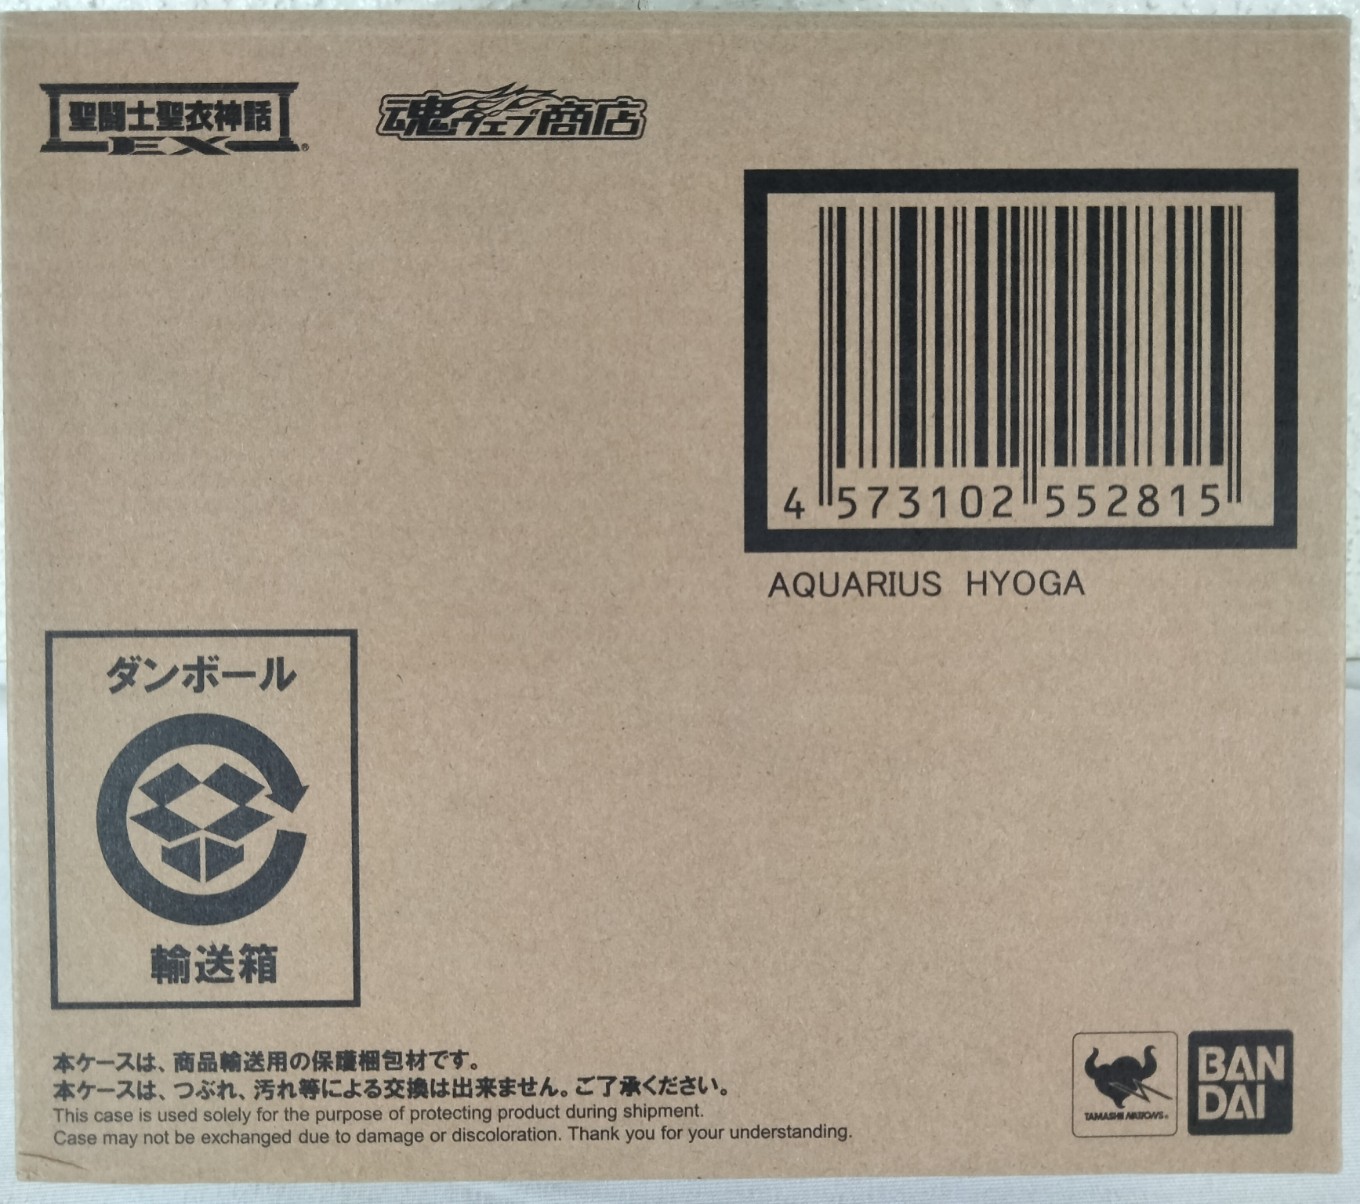 聖闘士聖衣神話
EX®
魂ウェブ商店
4 573102 552815
AQUARIUS HYOGA
ダンボール
輸送箱
本ケースは、商品輸送用の保護梱包材です。
本ケースは、つぶれ、汚れ等による交換は出来ません。ご了承ください。
This case is used solely for the purpose of protecting product during shipment.
Case may not be exchanged due to damage or discoloration. Thank you for your understanding.
TAMASHII NATIONS®
BAN
DAI